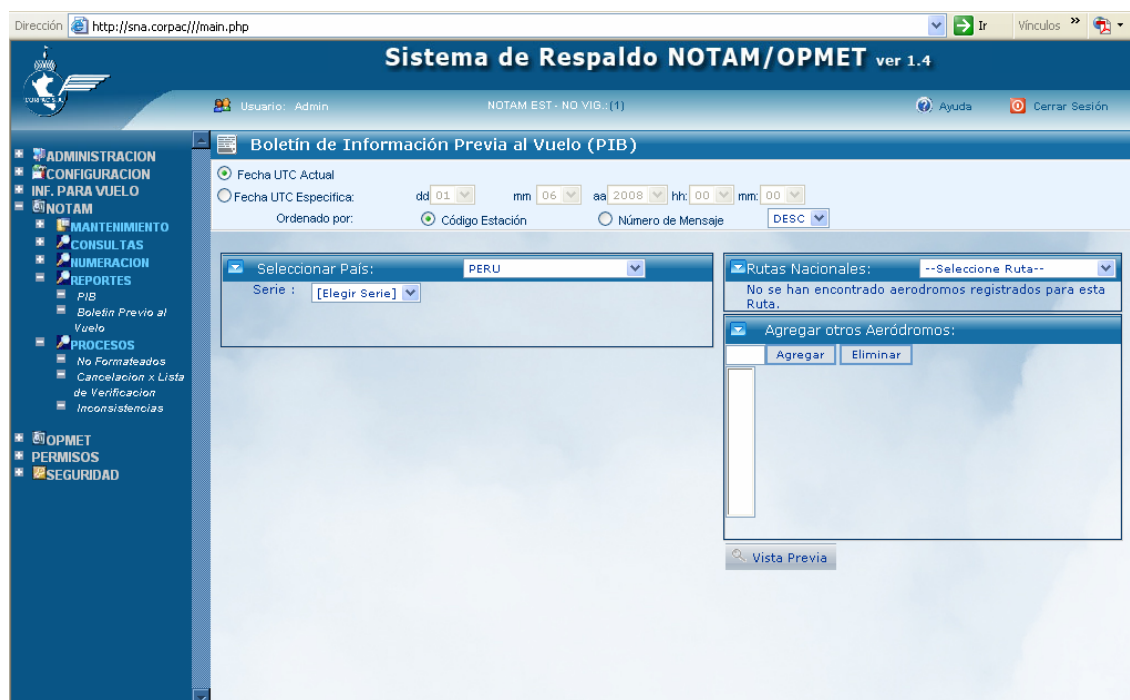 Dirección http://sna.corpac///main.php Ir Vínculos »
Sistema de Respaldo NOTAM/OPMET ver 1.4
CORPAC S.A.
Usuario: Admin NOTAM EST - NO VIG.:(1) Ayuda Cerrar Sesión
Boletín de Información Previa al Vuelo (PIB)
Fecha UTC Actual
Fecha UTC Especifica: dd 01 mm 06 aa 2008 hh: 00 mm: 00
Ordenado por: Código Estación Número de Mensaje DESC
ADMINISTRACION
CONFIGURACION
INF. PARA VUELO
NOTAM
MANTENIMIENTO
CONSULTAS
NUMERACION
REPORTES
PIB
Boletin Previo al
Vuelo
PROCESOS
No Formateados
Cancelacion x Lista
de Verificacion
Inconsistencias
OPMET
PERMISOS
SEGURIDAD
Seleccionar País: PERU
Serie : [Elegir Serie]
Rutas Nacionales: --Seleccione Ruta--
No se han encontrado aerodromos registrados para esta
Ruta.
Agregar otros Aeródromos:
Agregar Eliminar
Vista Previa